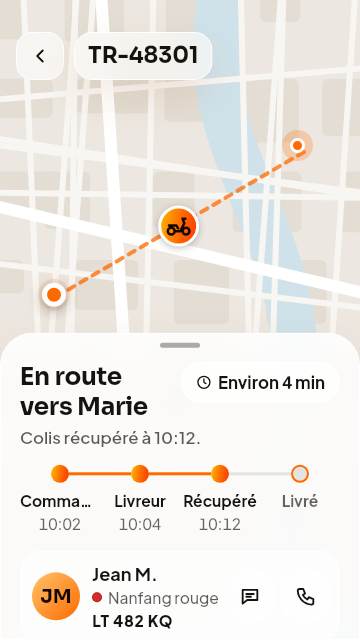 TR-48301
En route
vers Marie
Environ 4 min
Colis récupéré à 10:12.
Comma... Livreur Récupéré Livré
10:02 10:04 10:12
JM
Jean M.
Nanfang rouge
LT 482 KQ